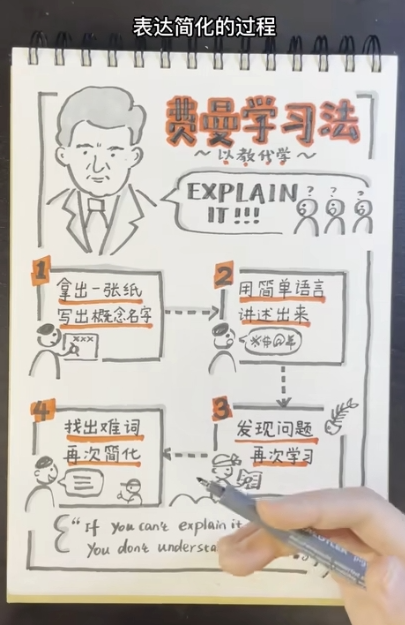 表达简化的过程
费曼学习法
~以教代学~
EXPLAIN
IT!!!
? ? ?
1
拿出一张纸
写出概念名字
xxx
2
用简单语言
讲述出来
3
发现问题
再次学习
4
找出难词
再次简化
"If you can't explain it
You don't